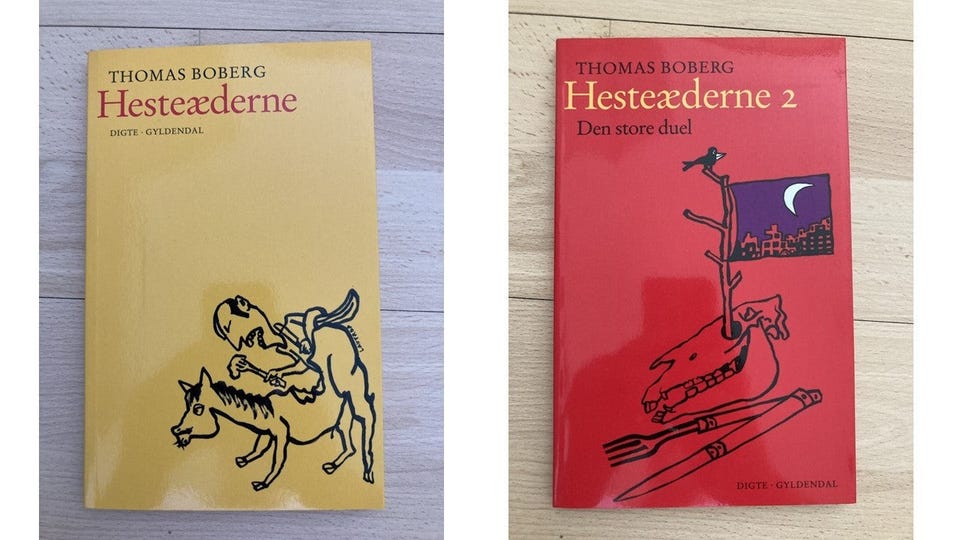 THOMAS BOBERG
Hesteæderne
DIGTE · GYLDENDAL
THOMAS BOBERG
Hesteæderne 2
Den store duel
DIGTE · GYLDENDAL